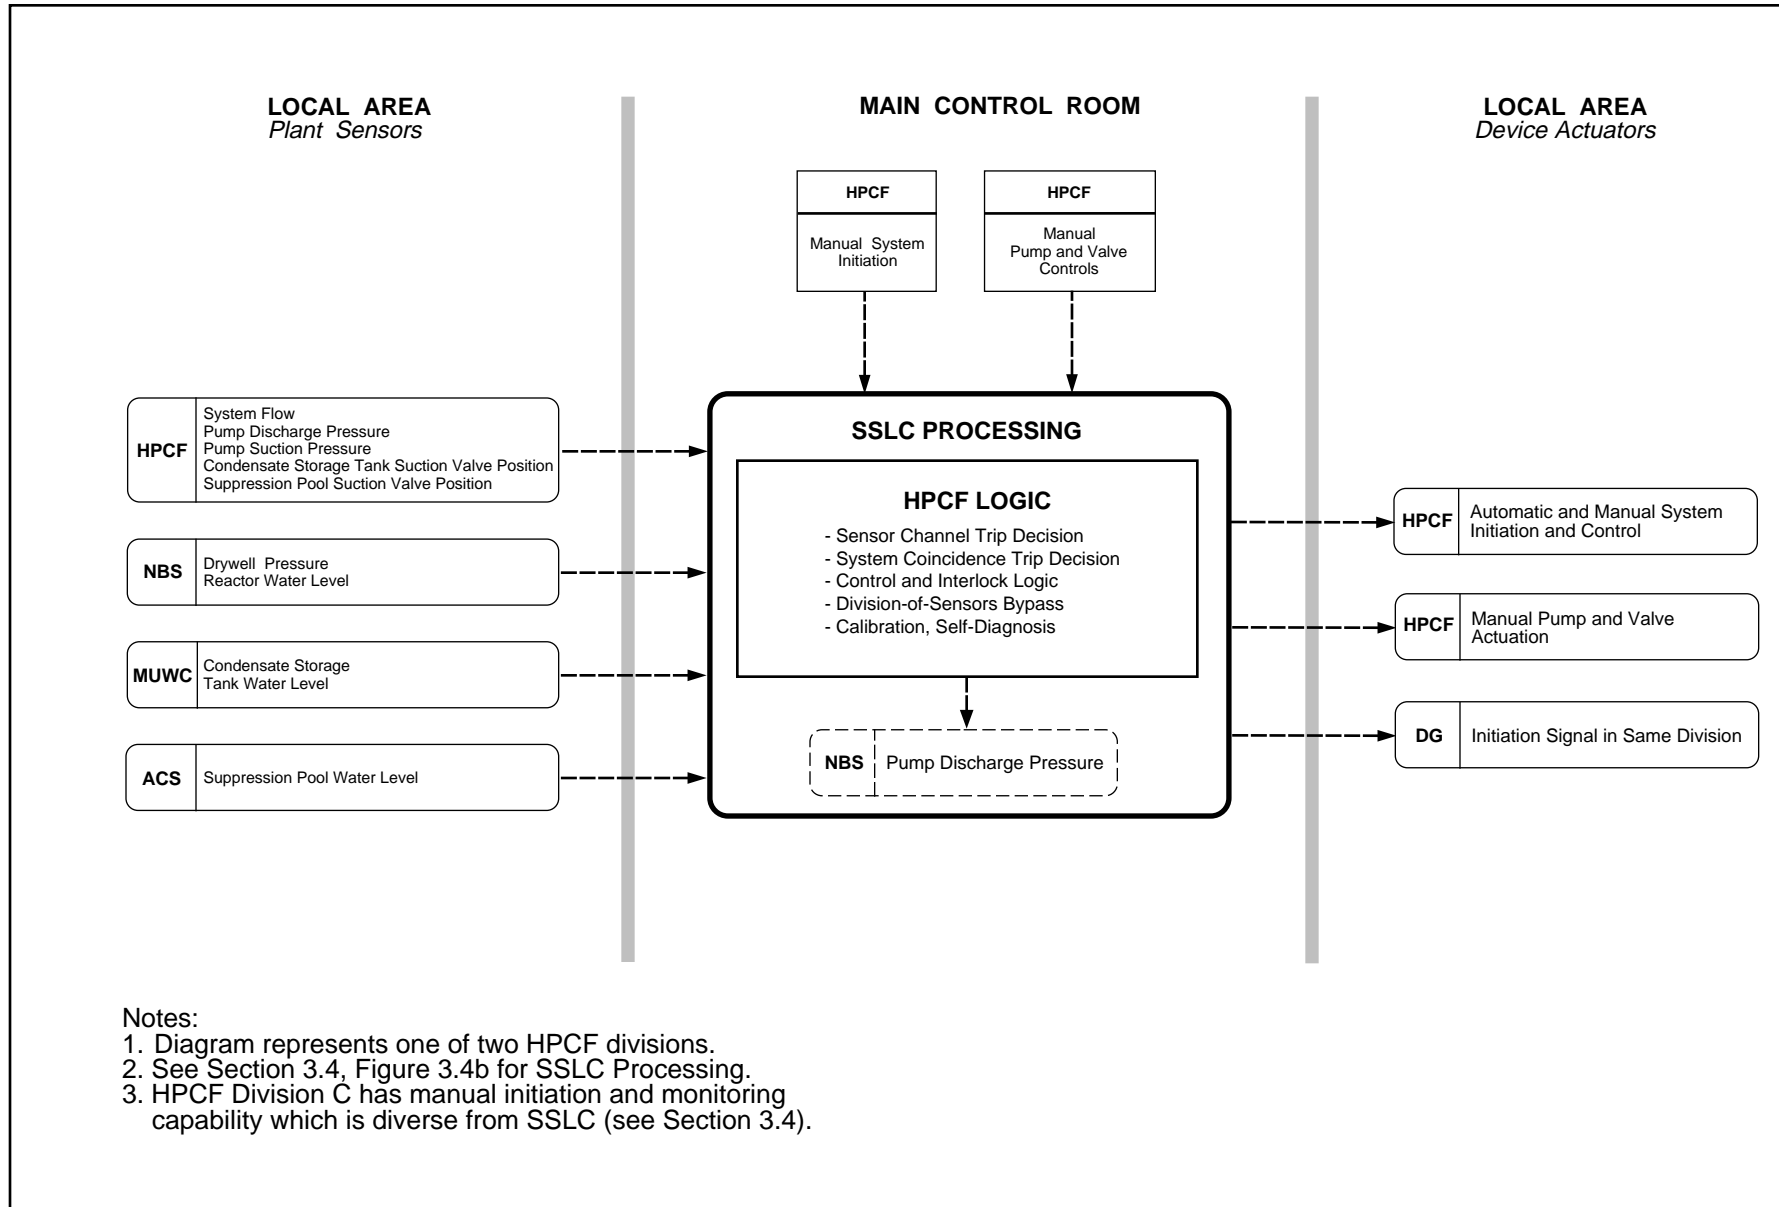 LOCAL AREA
Plant Sensors
MAIN CONTROL ROOM
LOCAL AREA
Device Actuators
HPCF
Manual System
Initiation
HPCF
Manual
Pump and Valve
Controls
HPCF
System Flow
Pump Discharge Pressure
Pump Suction Pressure
Condensate Storage Tank Suction Valve Position
Suppression Pool Suction Valve Position
NBS
Drywell Pressure
Reactor Water Level
MUWC
Condensate Storage
Tank Water Level
ACS
Suppression Pool Water Level
SSLC PROCESSING
HPCF LOGIC
- Sensor Channel Trip Decision
- System Coincidence Trip Decision
- Control and Interlock Logic
- Division-of-Sensors Bypass
- Calibration, Self-Diagnosis
NBS
Pump Discharge Pressure
HPCF
Automatic and Manual System
Initiation and Control
HPCF
Manual Pump and Valve
Actuation
DG
Initiation Signal in Same Division
Notes:
1. Diagram represents one of two HPCF divisions.
2. See Section 3.4, Figure 3.4b for SSLC Processing.
3. HPCF Division C has manual initiation and monitoring
capability which is diverse from SSLC (see Section 3.4).